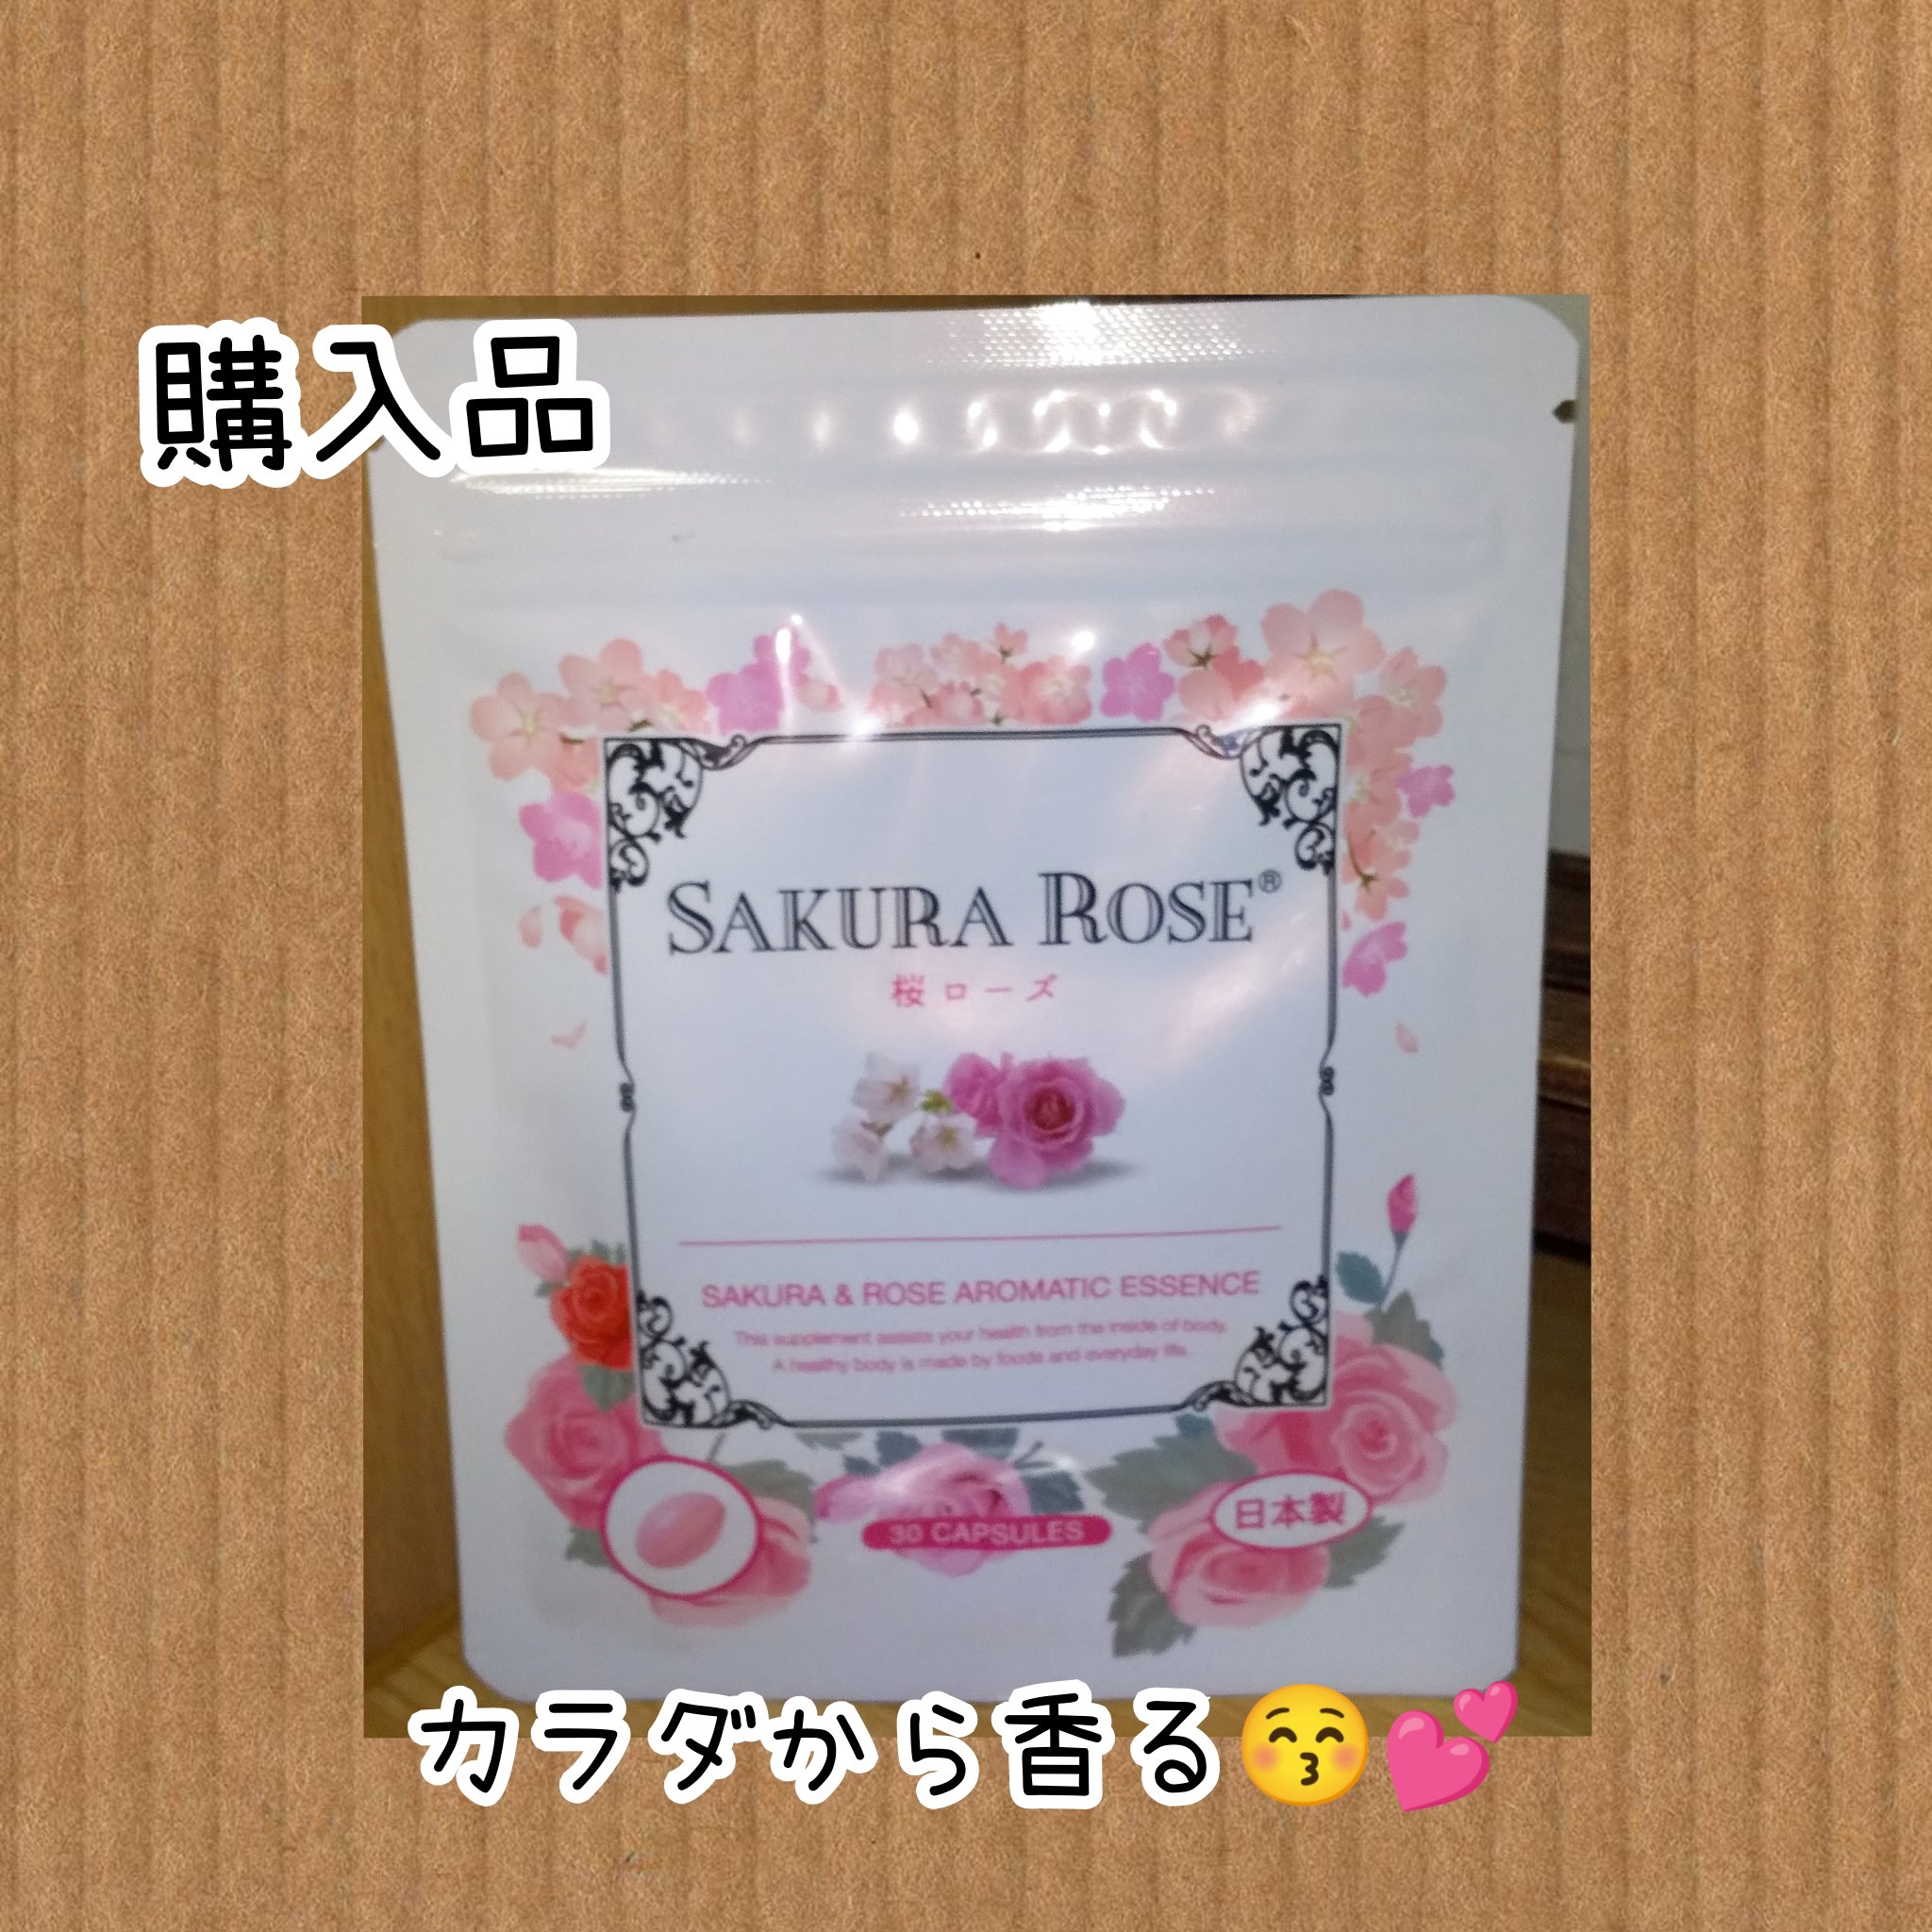 購入品
SAKURA ROSE®
桜ローズ
SAKURA & ROSE AROMATIC ESSENCE
This supplement assists your health from the inside of body.
A healthy body is made by foods and everyday life.
30 CAPSULES
日本製
カラダから香る😚💕